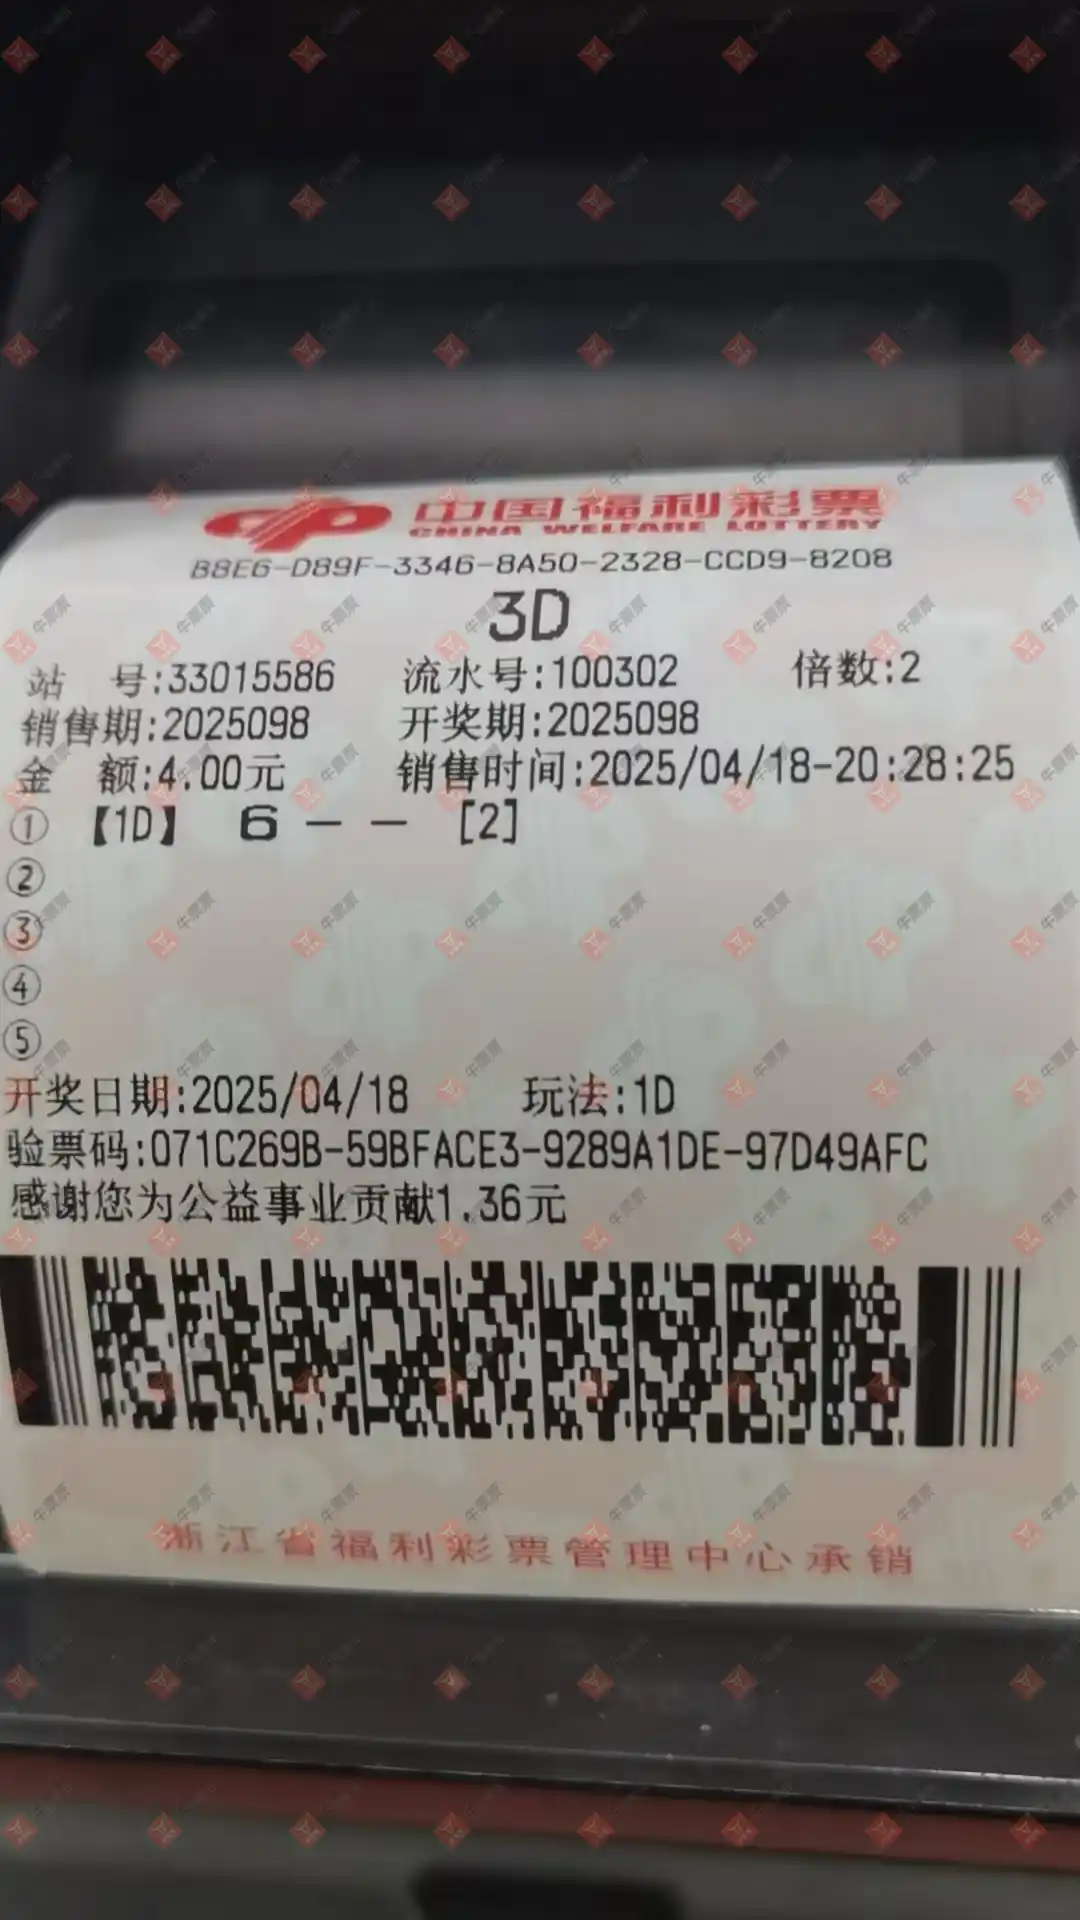 中国福利彩票
CHINA WELFARE LOTTERY
B8E6-D89F-3346-8A50-2328-CCD9-8208
3D
站 号:33015586 流水号:100302 倍数:2
销售期:2025098 开奖期:2025098
金 额:4.00元 销售时间:2025/04/18-20:28:25
① 【1D】 6 - - [2]
②
③
④
⑤
开奖日期:2025/04/18 玩法:1D
验票码:071C269B-59BFACE3-9289A1DE-97D49AFC
感谢您为公益事业贡献1.36元
浙江省福利彩票管理中心承销
牛票票